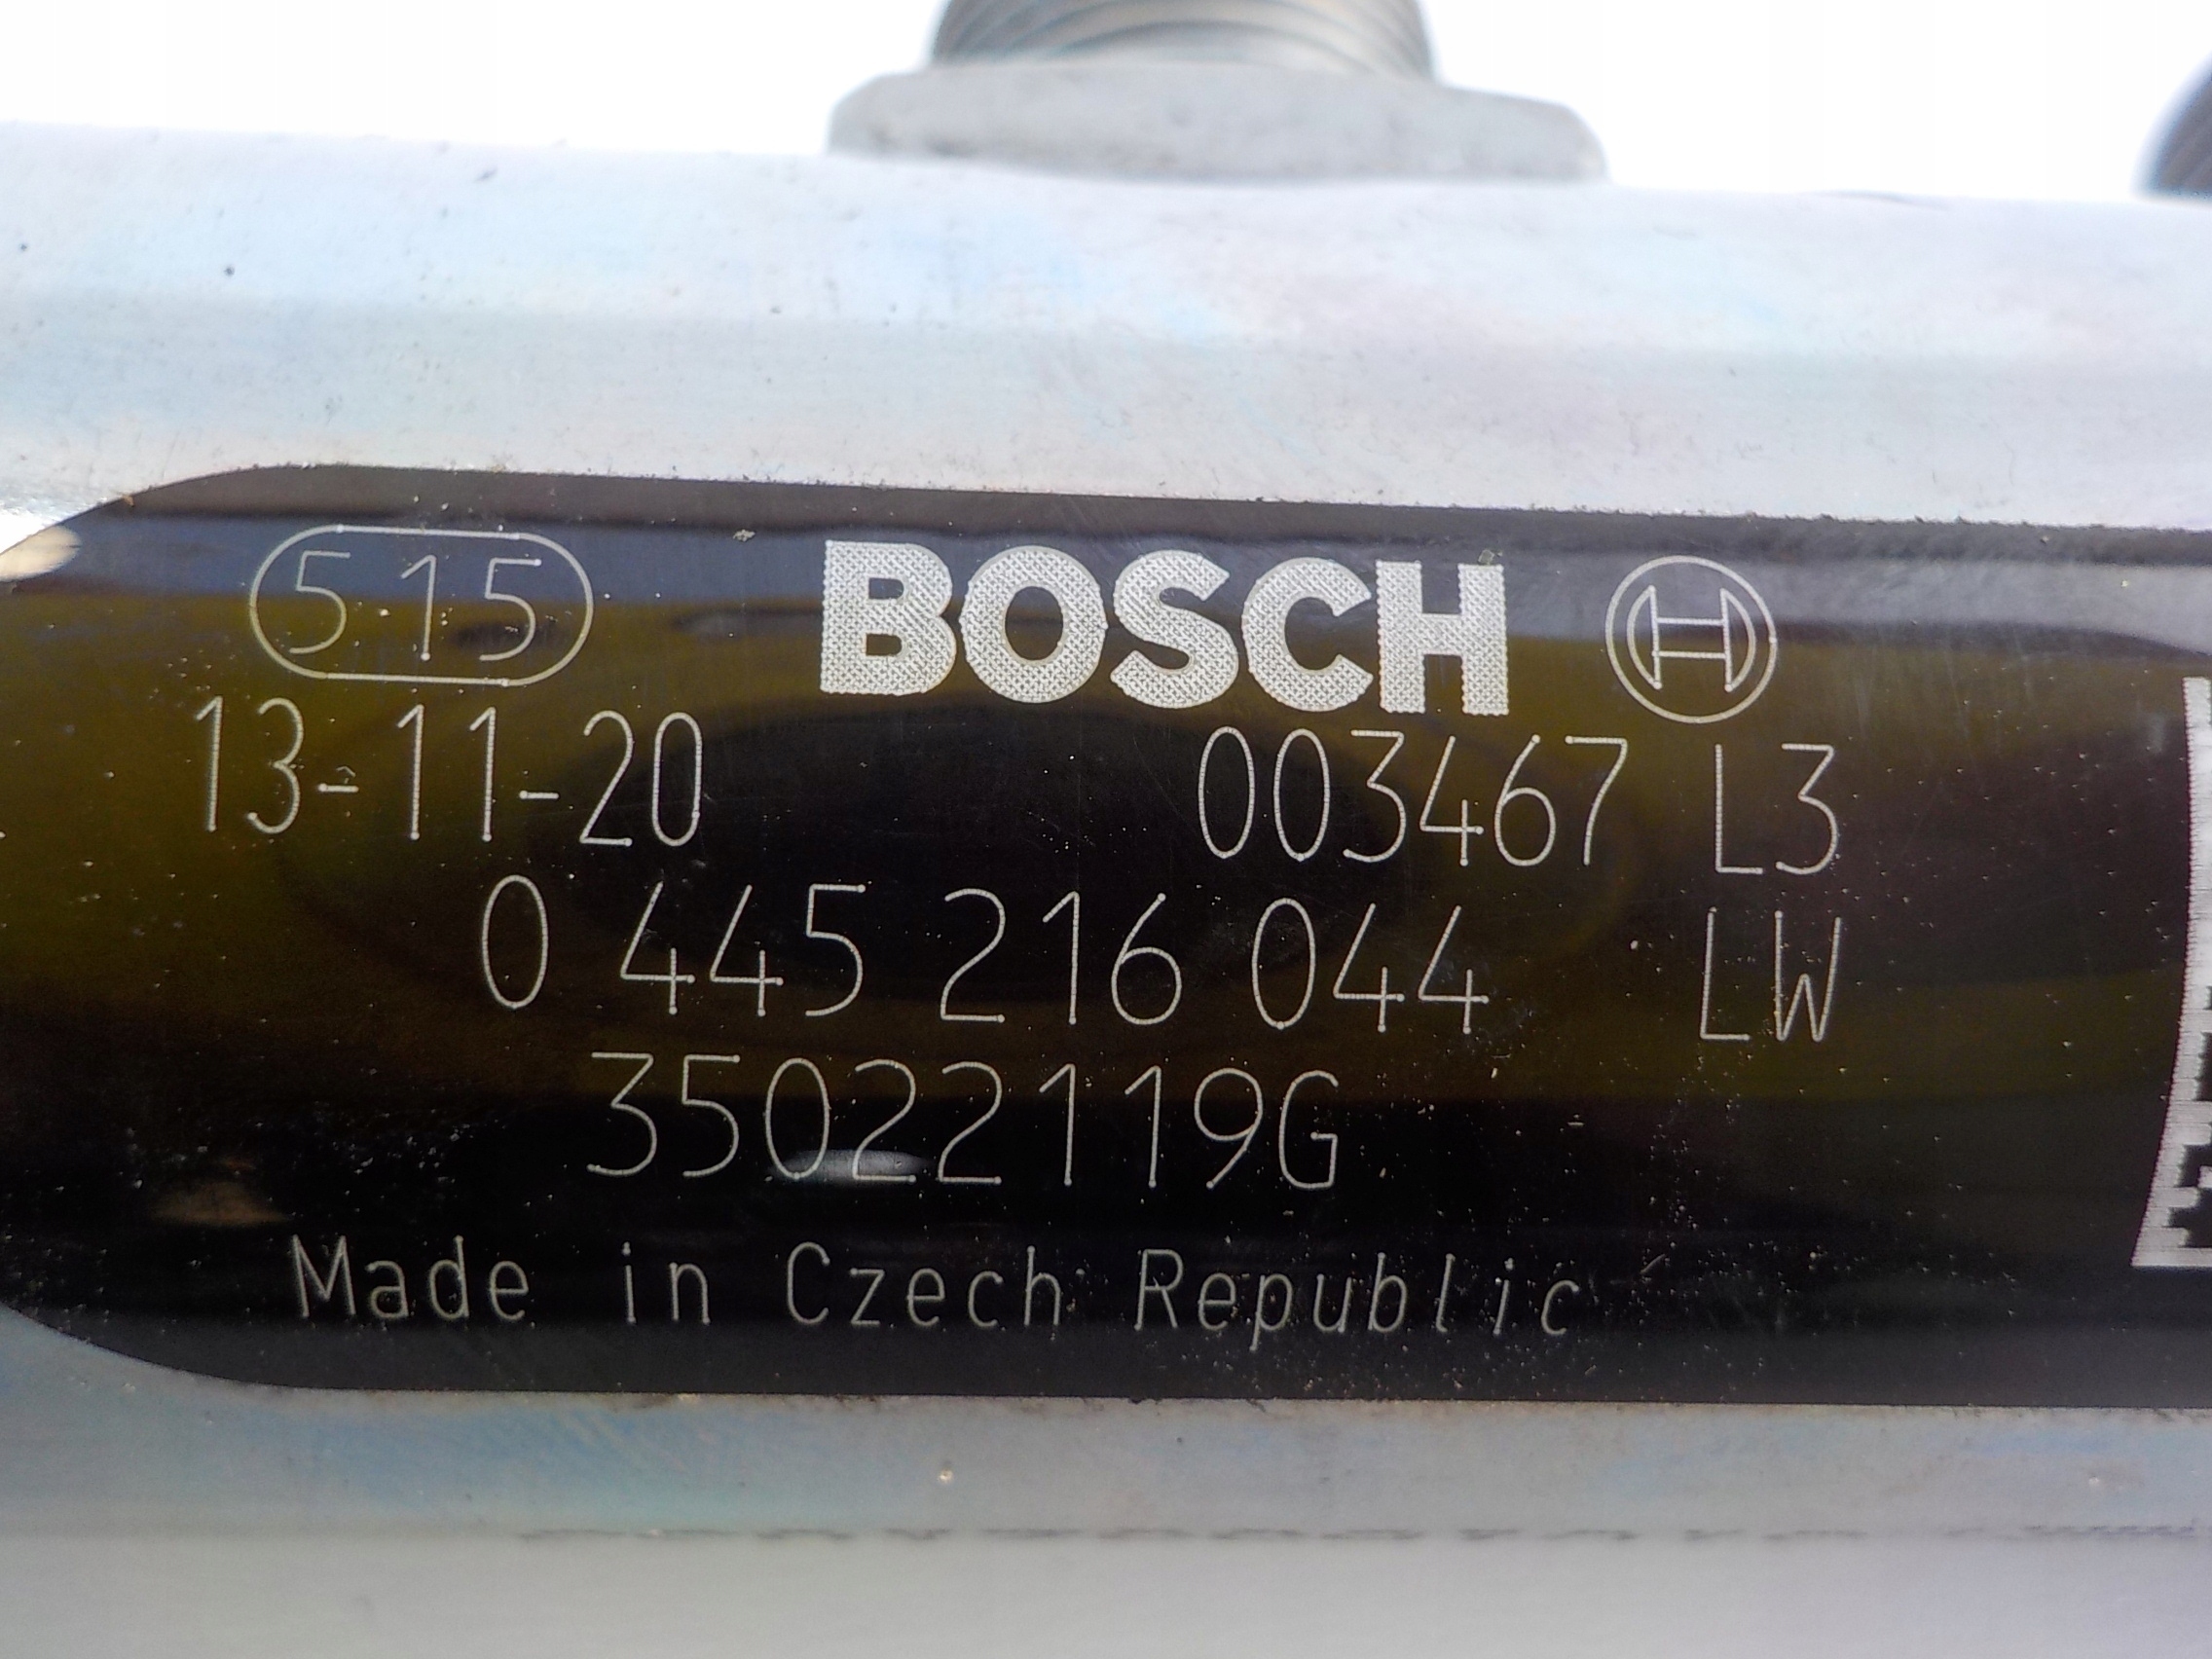 515 BOSCH
13-11-20 003467 L3
0 445 216 044 LW
35022119G
Made in Czech Republic